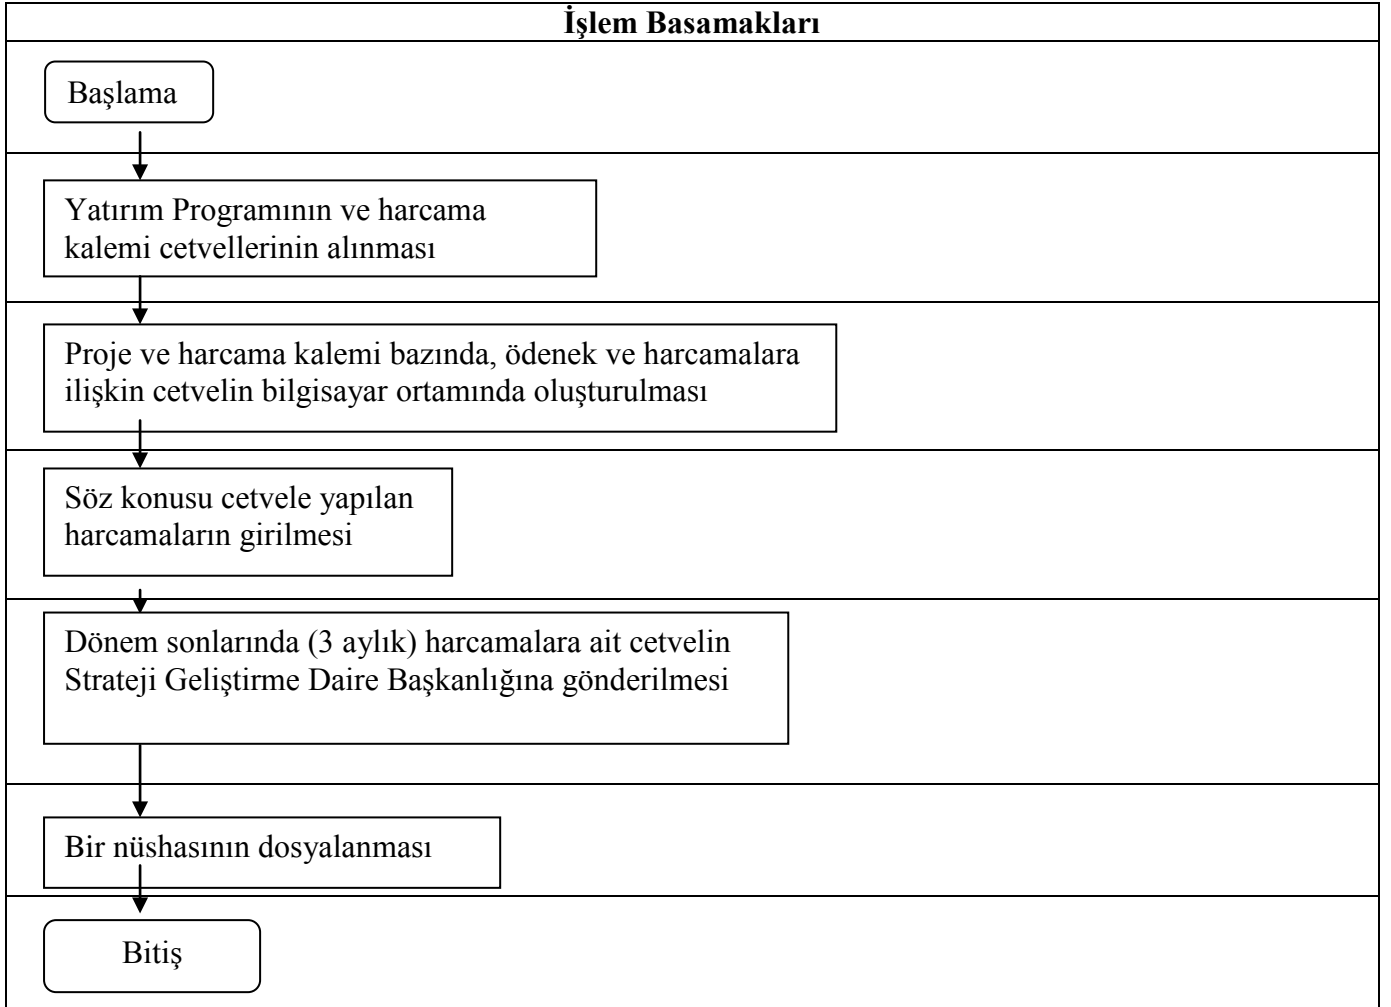 İşlem Basamakları
Başlama
Yatırım Programının ve harcama
kalemi cetvellerinin alınması
Proje ve harcama kalemi bazında, ödenek ve harcamalara
ilişkin cetvelin bilgisayar ortamında oluşturulması
Söz konusu cetvele yapılan
harcamaların girilmesi
Dönem sonlarında (3 aylık) harcamalara ait cetvelin
Strateji Geliştirme Daire Başkanlığına gönderilmesi
Bir nüshasının dosyalanması
Bitiş